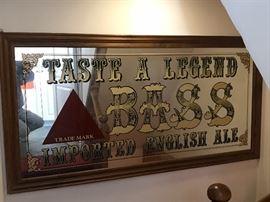 TASTE A LEGEND
BASS
TRADE MARK
IMPORTED ENGLISH ALE